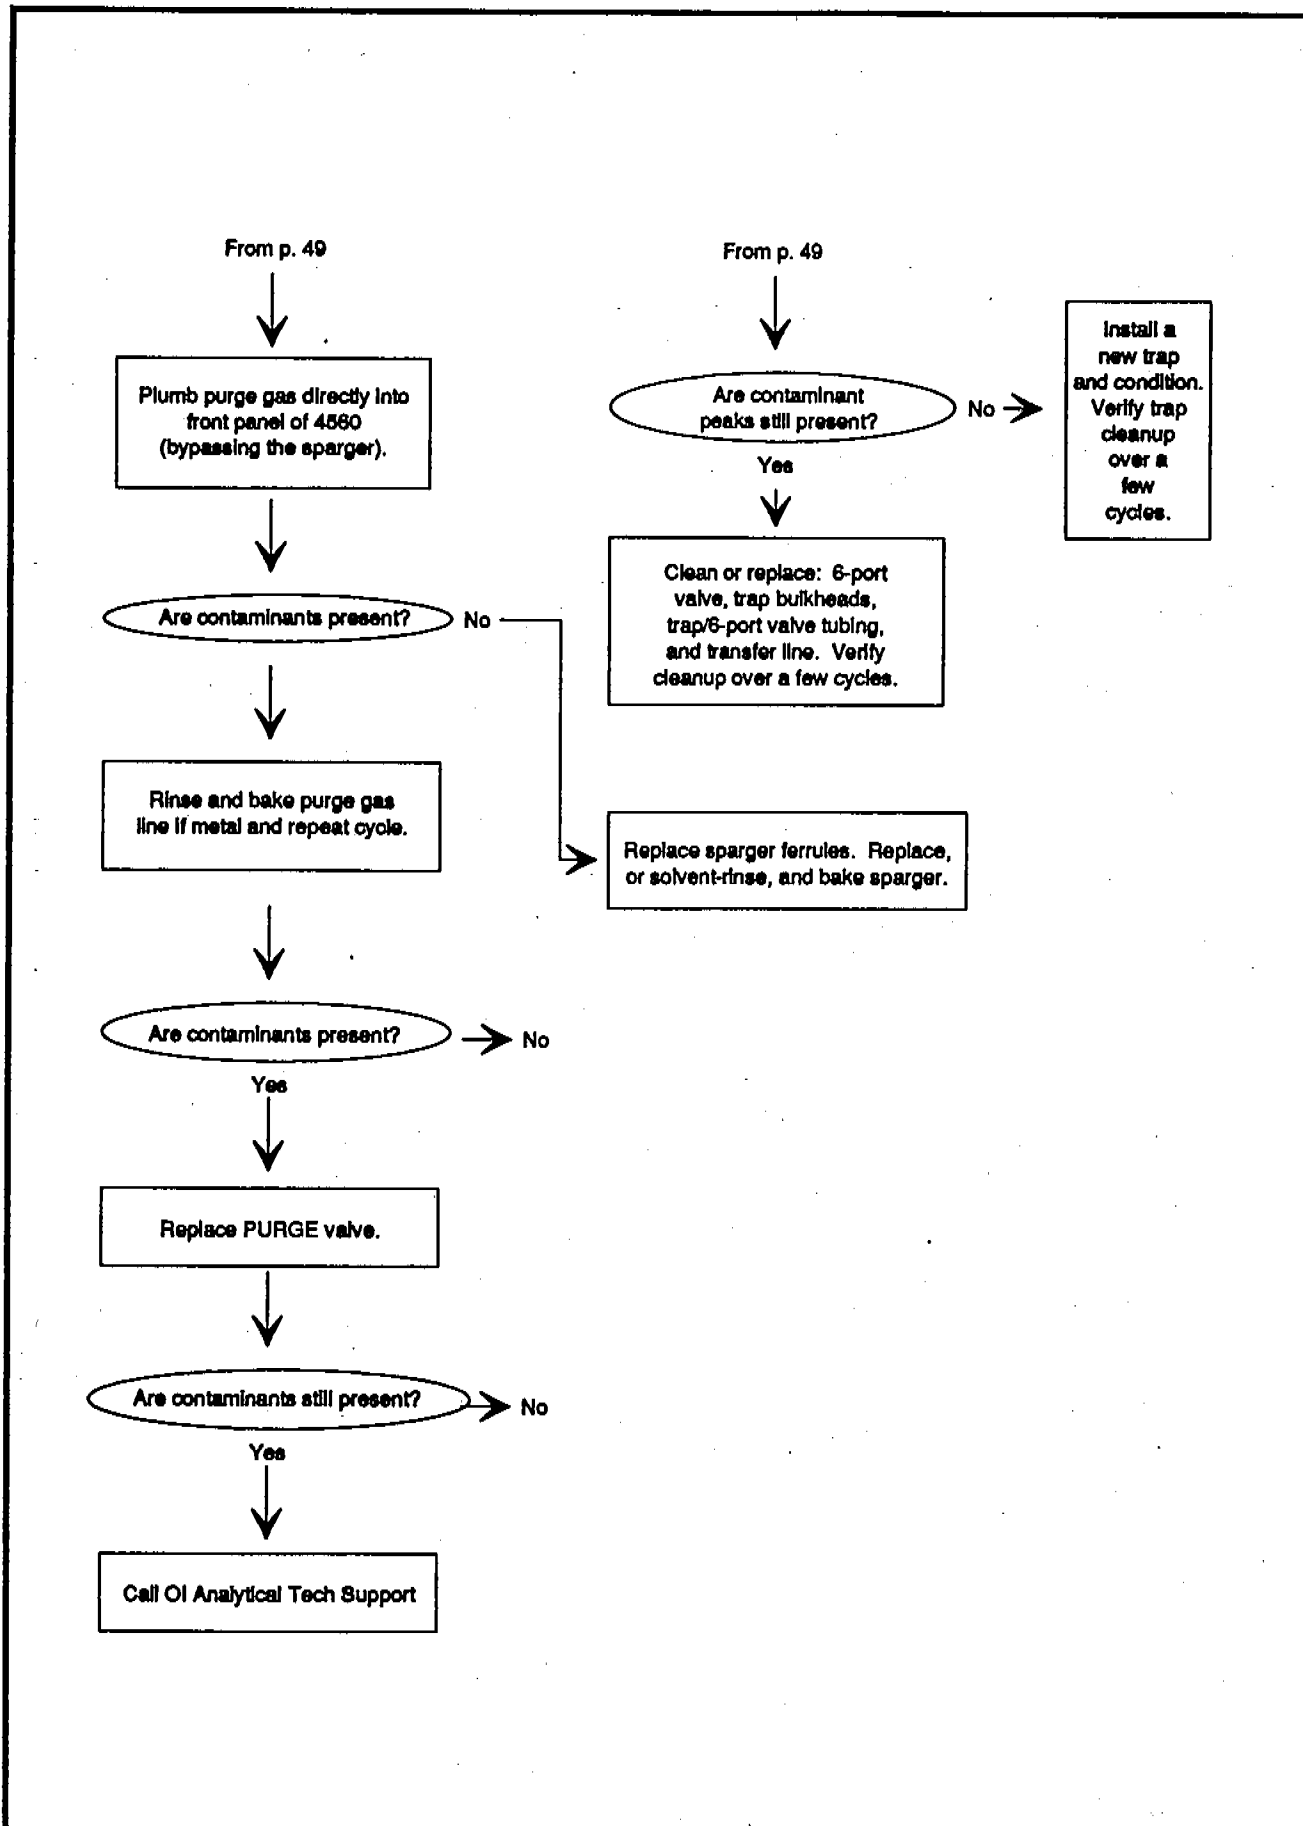 From p. 49
Plumb purge gas directly into
front panel of 4560
(bypassing the sparger).
Are contaminants present?
No
Rinse and bake purge gas
line if metal and repeat cycle.
Are contaminants present?
No
Yes
Replace PURGE valve.
Are contaminants still present?
No
Yes
Call OI Analytical Tech Support
From p. 49
Are contaminant
peaks still present?
No
Yes
Install a
new trap
and condition.
Verify trap
cleanup
over a
few
cycles.
Clean or replace: 6-port
valve, trap bulkheads,
trap/6-port valve tubing,
and transfer line. Verify
cleanup over a few cycles.
Replace sparger ferrules. Replace,
or solvent-rinse, and bake sparger.